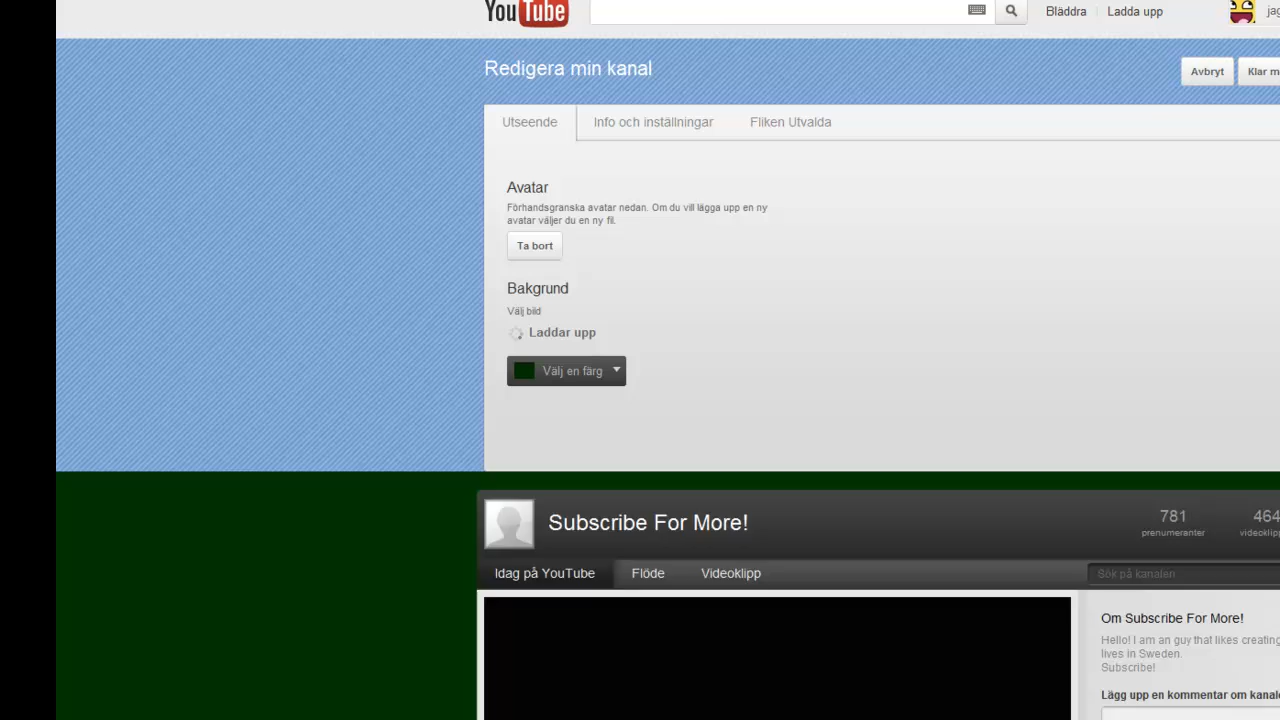 YouTube
Bläddra
Ladda upp
Redigera min kanal
Avbryt
Klar
Utseende
Info och inställningar
Fliken Utvalda
Avatar
Förhandsgranska avatar nedan. Om du vill lägga upp en ny
avatar väljer du en ny fil.
Ta bort
Bakgrund
Välj bild
Laddar upp
Välj en färg
Subscribe For More!
781
464
prenumeranter
videoklipp
Idag på YouTube
Flöde
Videoklipp
Sök på kanalen
Om Subscribe For More!
Hello! I am an guy that likes creating
lives in Sweden.
Subscribe!
Lägg upp en kommentar om